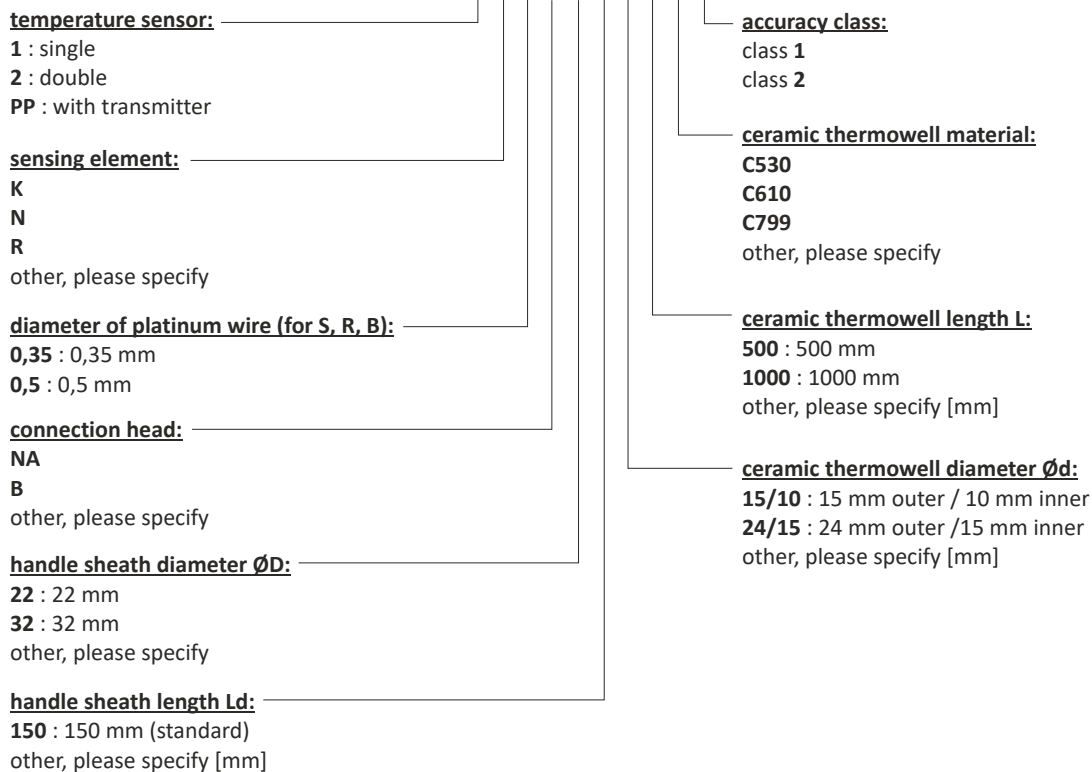 temperature sensor:
1 : single
2 : double
PP : with transmitter
sensing element:
K
N
R
other, please specify
diameter of platinum wire (for S, R, B):
0,35 : 0,35 mm
0,5 : 0,5 mm
connection head:
NA
B
other, please specify
handle sheath diameter ØD:
22 : 22 mm
32 : 32 mm
other, please specify
handle sheath length Ld:
150 : 150 mm (standard)
other, please specify [mm]
accuracy class:
class 1
class 2
ceramic thermowell material:
C530
C610
C799
other, please specify
ceramic thermowell length L:
500 : 500 mm
1000 : 1000 mm
other, please specify [mm]
ceramic thermowell diameter Ød:
15/10 : 15 mm outer / 10 mm inner
24/15 : 24 mm outer /15 mm inner
other, please specify [mm]